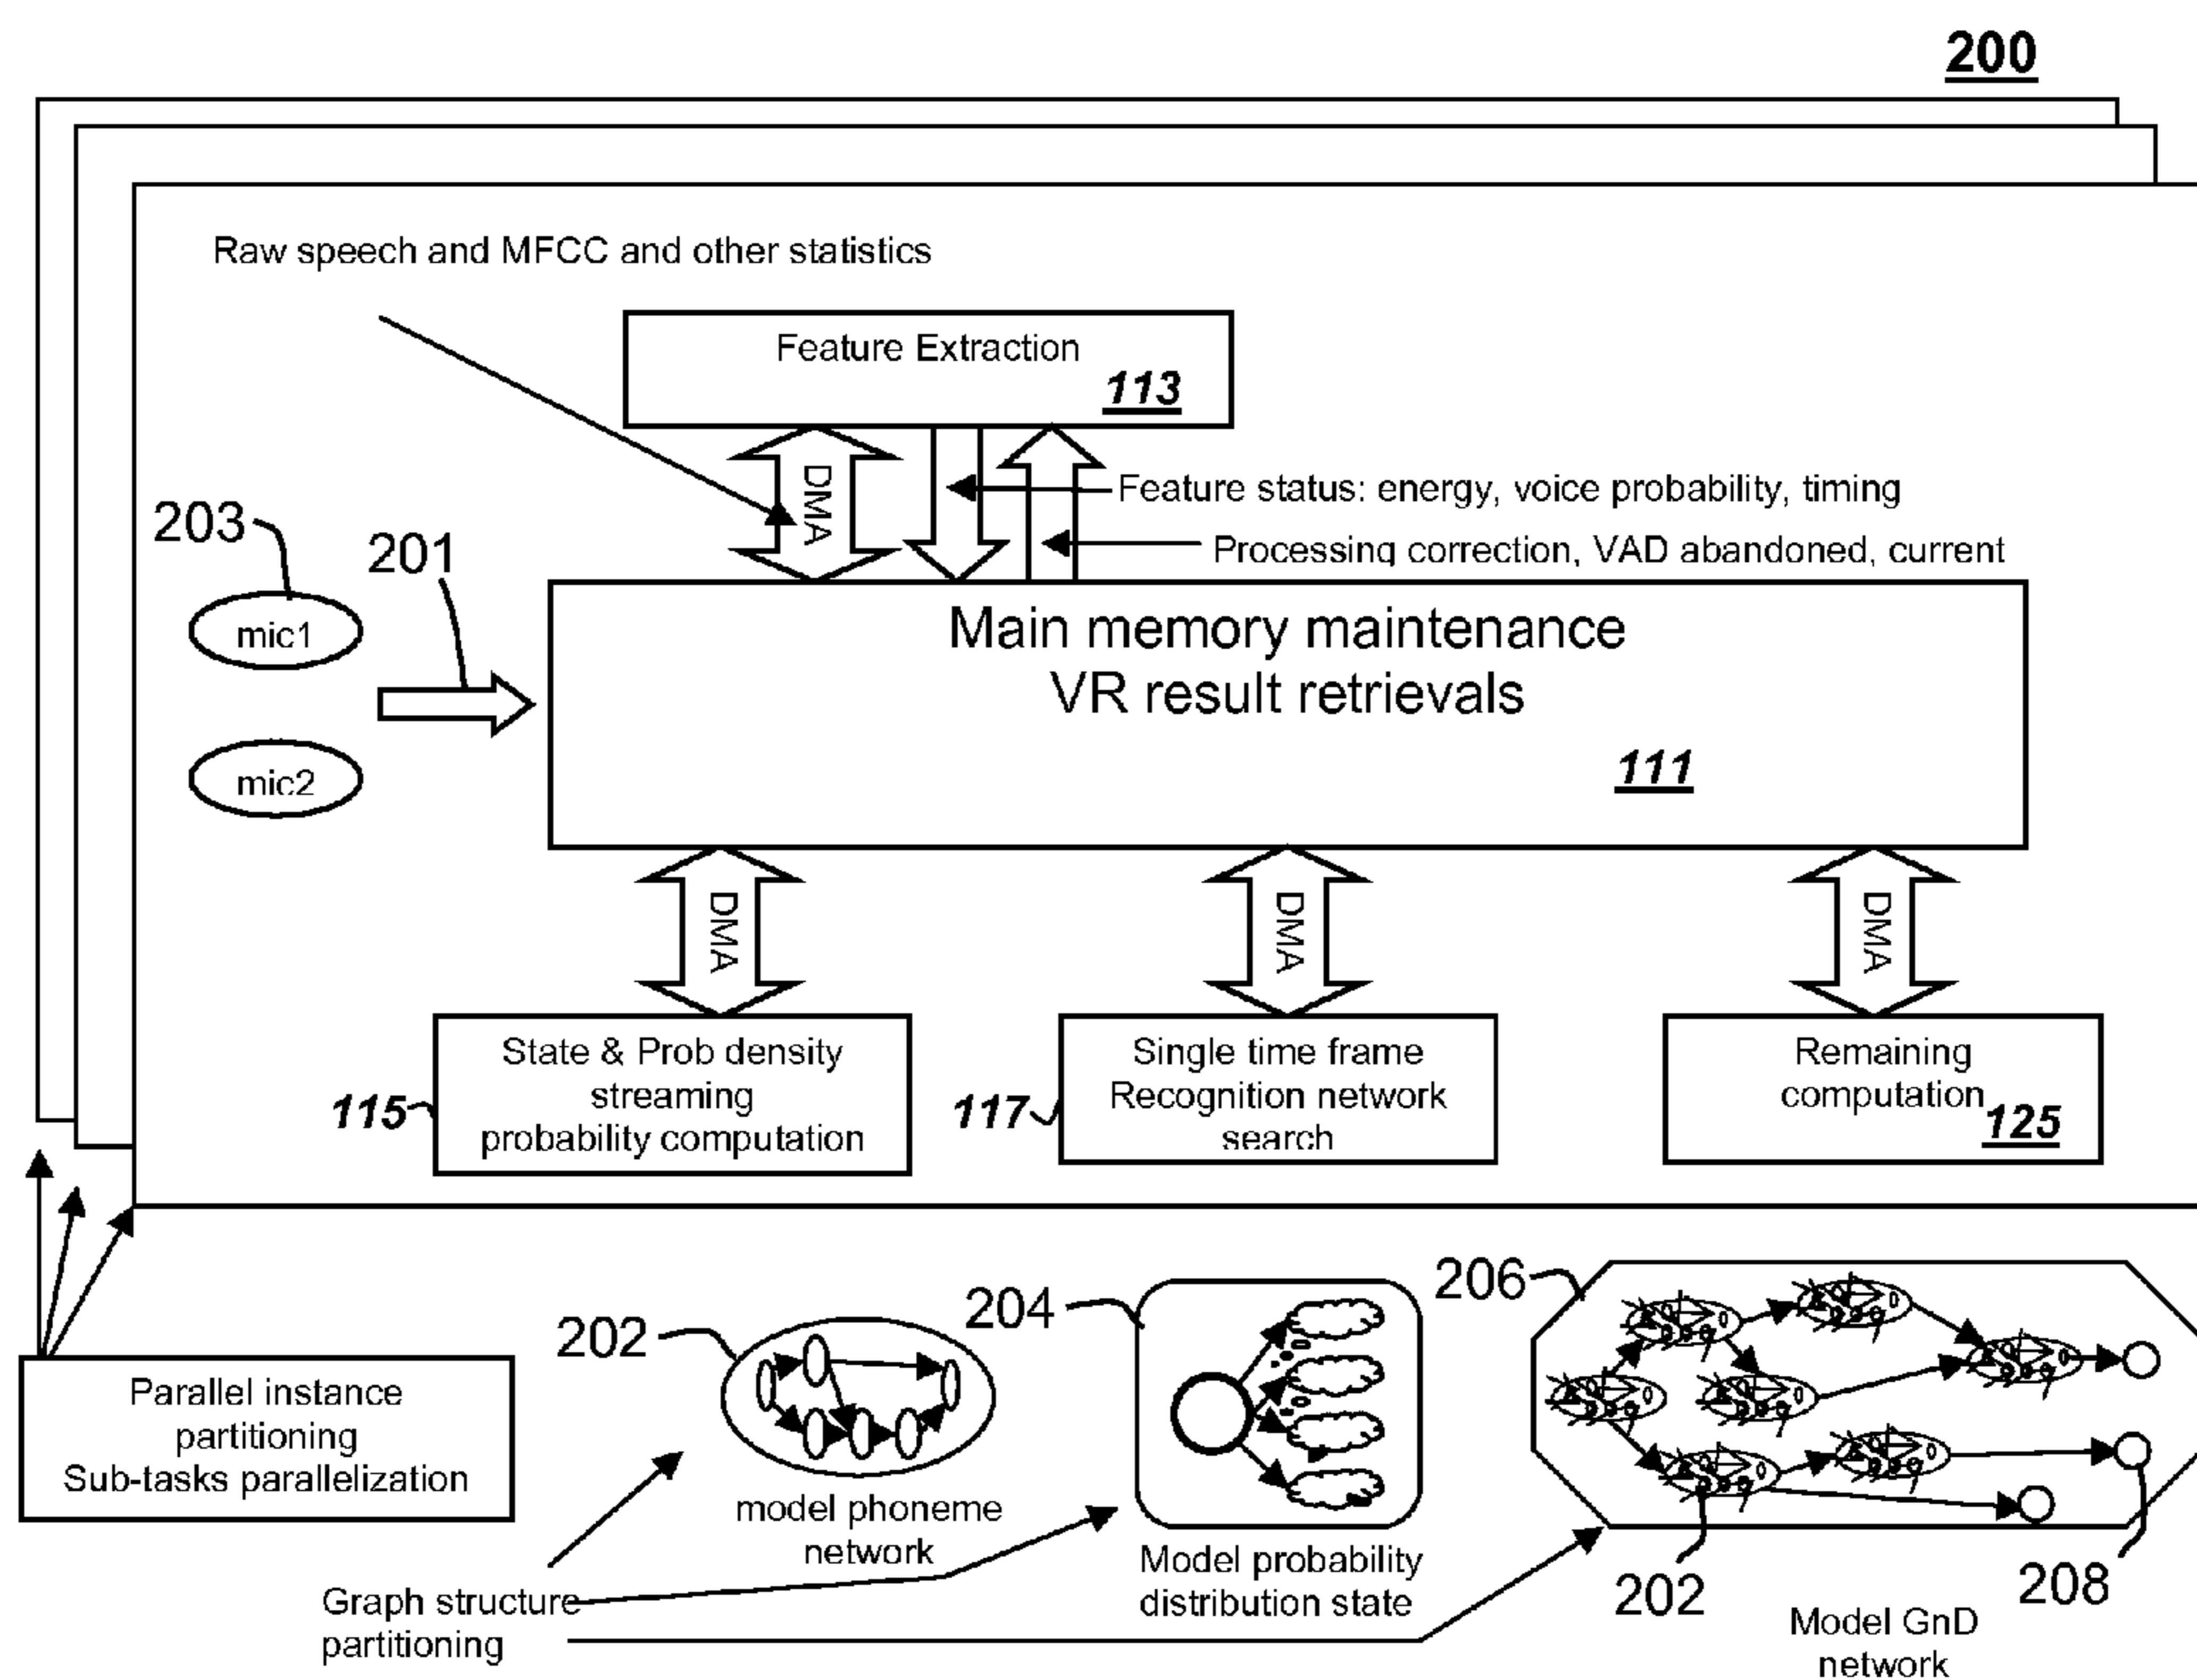 200
Raw speech and MFCC and other statistics
Feature Extraction
113
DMA
Feature status: energy, voice probability, timing
Processing correction, VAD abandoned, current
203
201
mic1
mic2
Main memory maintenance
VR result retrievals
111
DMA
DMA
DMA
State & Prob density
streaming
probability computation
115
Single time frame
Recognition network
search
117
Remaining
computation
125
Parallel instance
partitioning
Sub-tasks parallelization
202
model phoneme
network
204
Model probability
distribution state
206
202
208
Model GnD
network
Graph structure
partitioning